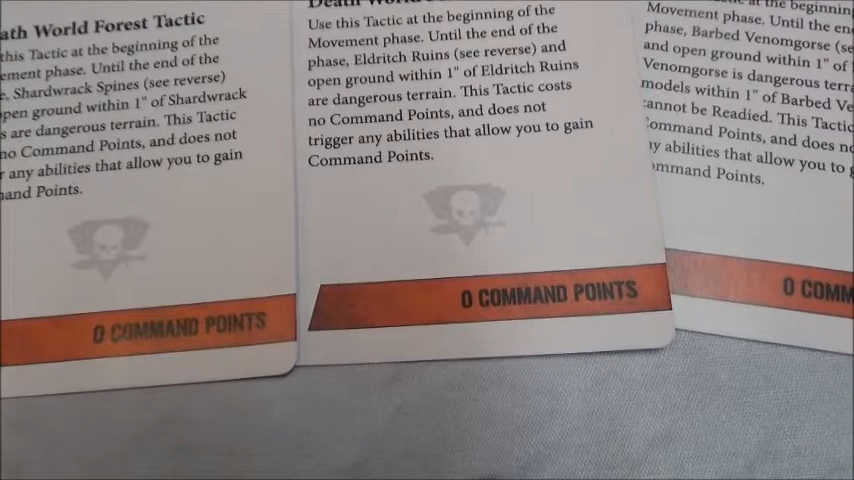 ath World Forest Tactic
this Tactic at the beginning of the
ement phase. Until the end of the
e, Shardwrack Spines (see reverse)
open ground within 1" of Shardwrack
s are dangerous terrain. This Tactic
no Command Points, and does not
r any abilities that allow you to gain
mand Points.
0 COMMAND POINTS
Use this Tactic at the beginning of the
Movement phase. Until the end of the
phase, Eldritch Ruins (see reverse) and
open ground within 1" of Eldritch Ruins
are dangerous terrain. This Tactic costs
no Command Points, and does not
trigger any abilities that allow you to gain
Command Points.
0 COMMAND POINTS
at the beginning
Movement phase. Until the en
phase, Barbed Venomgorse (se
and open ground within 1" of
Venomgorse is dangerous terra
models within 1" of Barbed Ve
cannot be Readied. This Tactic
Command Points, and does no
ny abilities that allow you to g
ommand Points.
0 COMM